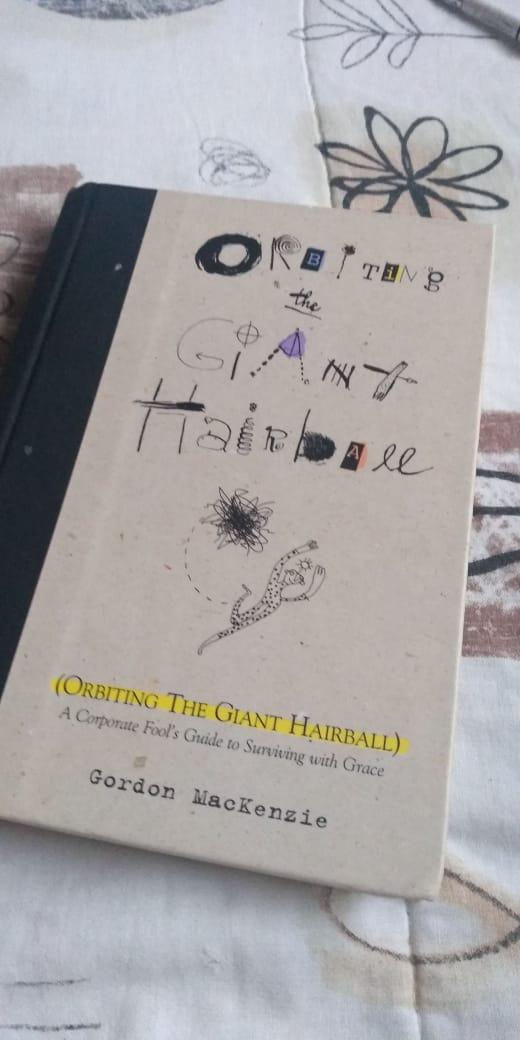 ORBiTiNg
the
GiANT
Hairball
(ORBITING THE GIANT HAIRBALL)
A Corporate Fool's Guide to Surviving with Grace
Gordon MacKenzie